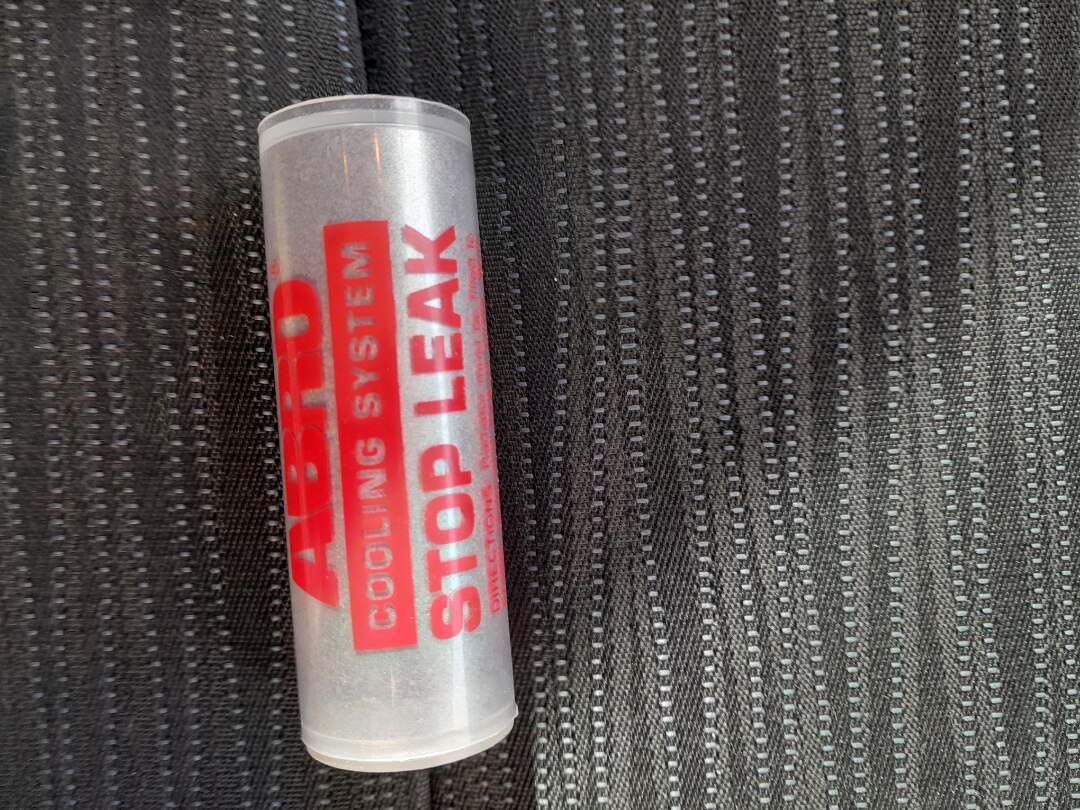 ABRO®
COOLING SYSTEM
STOP LEAK
DIRECTIONS